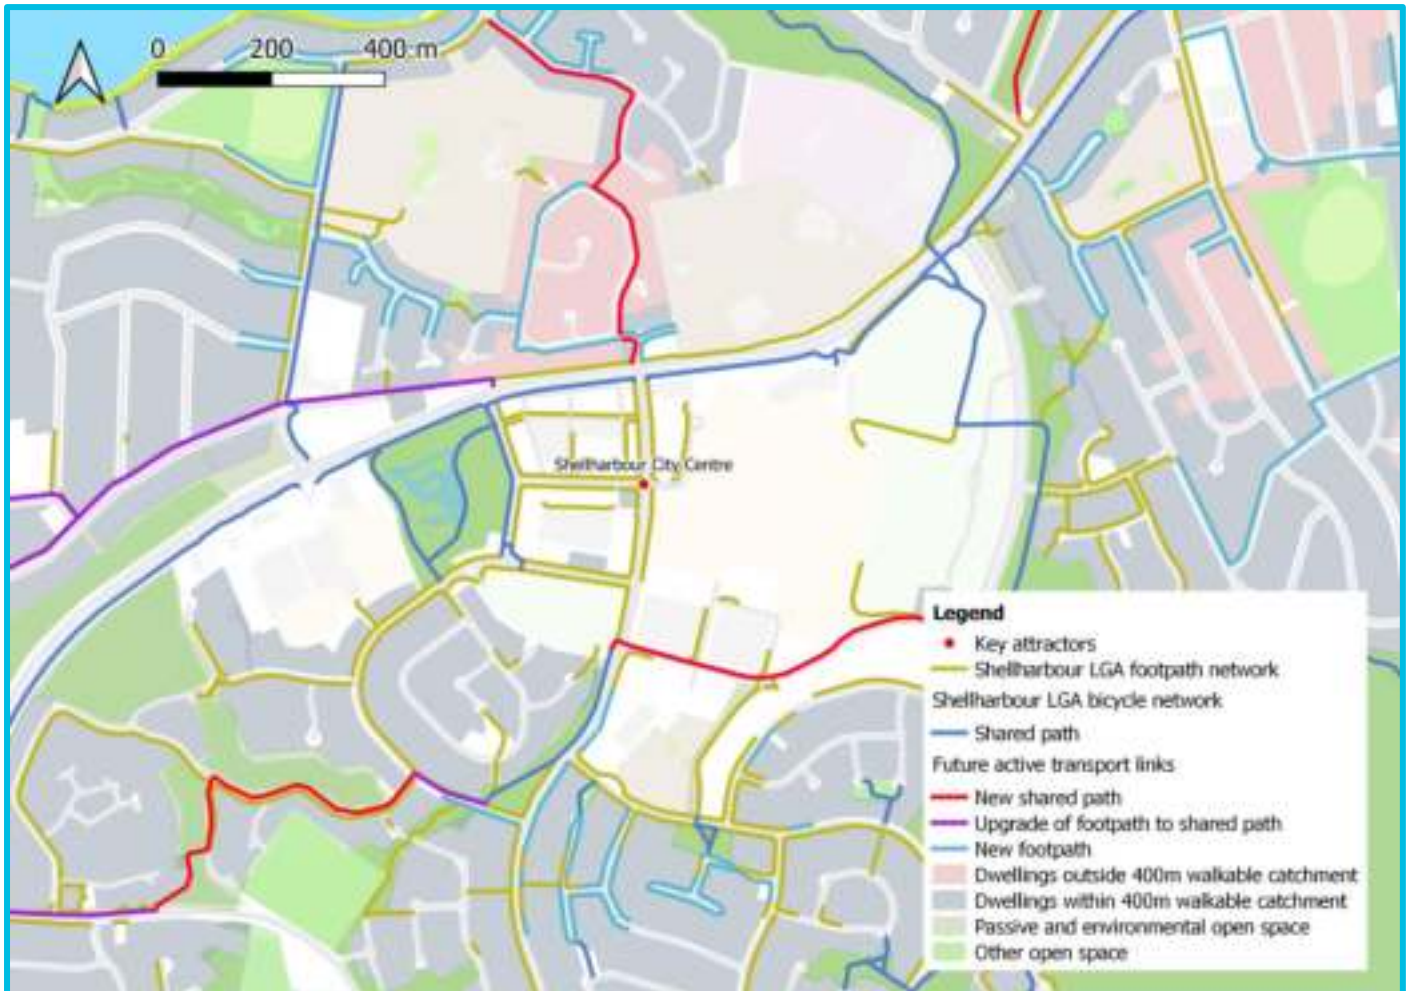 0 200 400 m
Shellharbour City Centre
Legend
Key attractors
Shellharbour LGA footpath network
Shellharbour LGA bicycle network
Shared path
Future active transport links
New shared path
Upgrade of footpath to shared path
New footpath
Dwellings outside 400m walkable catchment
Dwellings within 400m walkable catchment
Passive and environmental open space
Other open space